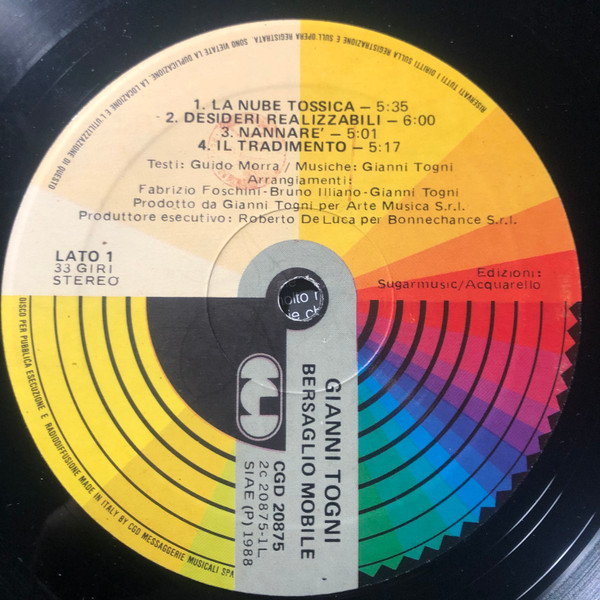 RISERVATI TUTTI I DIRITTI SULLA REGISTRAZIONE E SULL'OPERA REGISTRATA. SONO VIETATE LA DUPLICAZIONE, LA LOCAZIONE E L'UTILIZZAZIONE DI QUESTO
DISCO PER PUBBLICA ESECUZIONE E RADIODIFFUSIONE MADE IN ITALY BY CGD MESSAGGERIE MUSICALI SPA
1. LA NUBE TOSSICA – 5:35
2. DESIDERI REALIZZABILI – 6:00
3. NANNARE' – 5:01
4. IL TRADIMENTO – 5:17
Testi: Guido Morra / Musiche: Gianni Togni
Arrangiamenti:
Fabrizio Foschini-Bruno Illiano-Gianni Togni
Prodotto da Gianni Togni per Arte Musica S.r.l.
Produttore esecutivo: Roberto De Luca per Bonnechance S.r.l.
LATO 1
33 GIRI
STEREO
Edizioni:
Sugarmusic/Acquarello
GIANNI TOGNI
BERSAGLIO MOBILE
CGD 20875
2C 20875-1L
SIAE (P) 1988